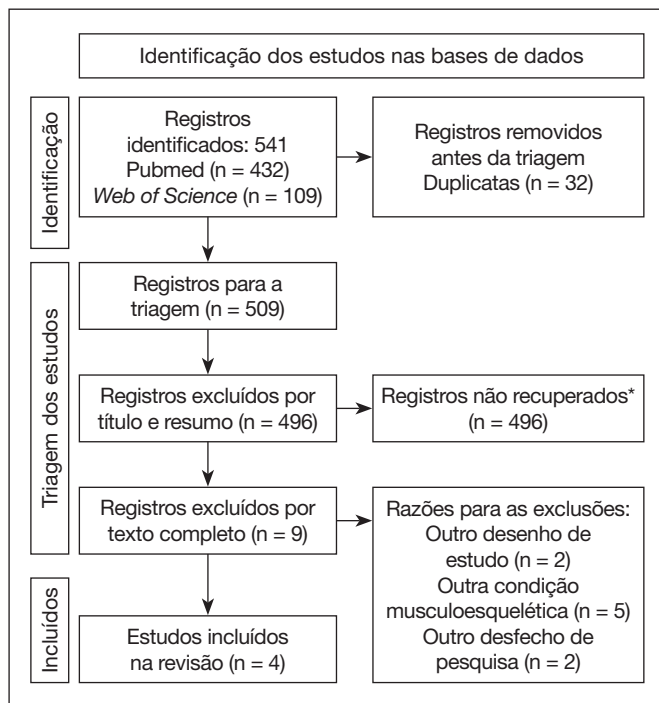 Identificação dos estudos nas bases de dados
Identificação
Registros
identificados: 541
Pubmed (n = 432)
Web of Science (n = 109)
Registros removidos
antes da triagem
Duplicatas (n = 32)
Triagem dos estudos
Registros para a
triagem (n = 509)
Registros excluídos por
título e resumo (n = 496)
Registros não recuperados*
(n = 496)
Registros excluídos por
texto completo (n = 9)
Razões para as exclusões:
Outro desenho de
estudo (n = 2)
Outra condição
musculoesquelética (n = 5)
Outro desfecho de
pesquisa (n = 2)
Incluídos
Estudos incluídos
na revisão (n = 4)